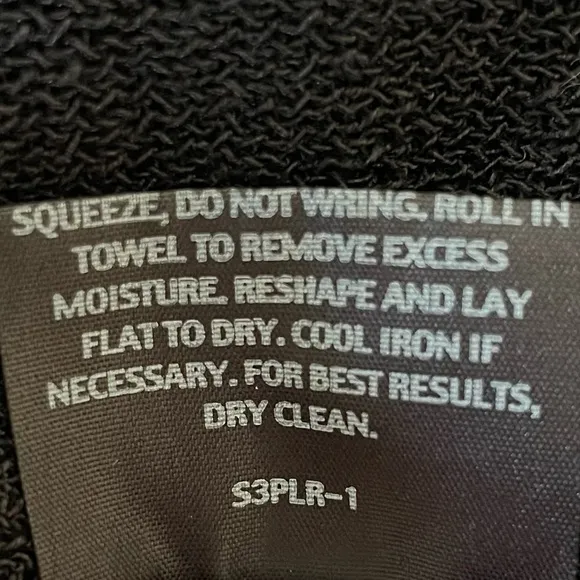 SQUEEZE, DO NOT WRING. ROLL IN
TOWEL TO REMOVE EXCESS
MOISTURE. RESHAPE AND LAY
FLAT TO DRY. COOL IRON IF
NECESSARY. FOR BEST RESULTS,
DRY CLEAN.
S3PLR-1